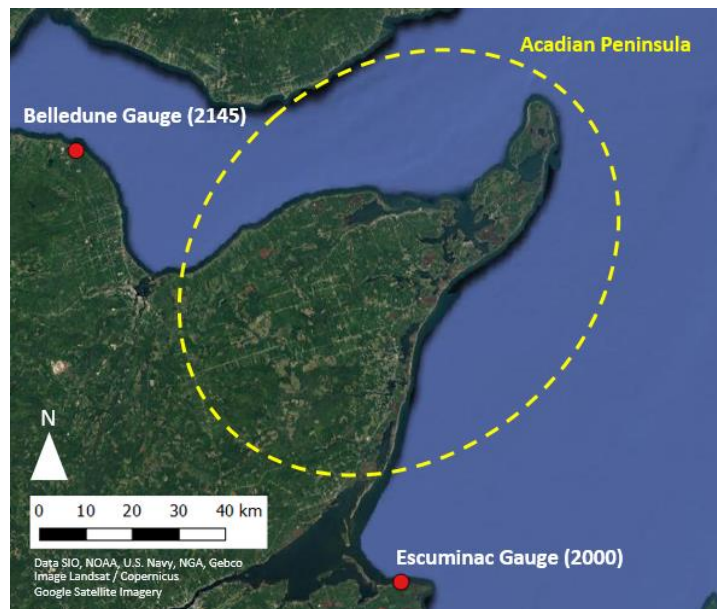 Acadian Peninsula
Belledune Gauge (2145)
N
0 10 20 30 40 km
Escuminac Gauge (2000)
Data SIO, NOAA, U.S. Navy, NGA, Gebco
Image Landsat / Copernicus
Google Satellite Imagery